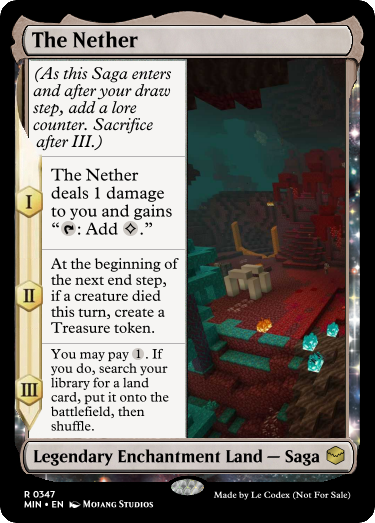 The Nether
(As this Saga enters
and after your draw
step, add a lore
counter. Sacrifice
after III.)
I
The Nether
deals 1 damage
to you and gains
“{T}: Add {C}.”
II
At the beginning of
the next end step,
if a creature died
this turn, create a
Treasure token.
III
You may pay {1}. If
you do, search your
library for a land
card, put it onto the
battlefield, then
shuffle.
Legendary Enchantment Land — Saga
R 0347
MIN • EN Mojang Studios
Made by Le Codex (Not For Sale)